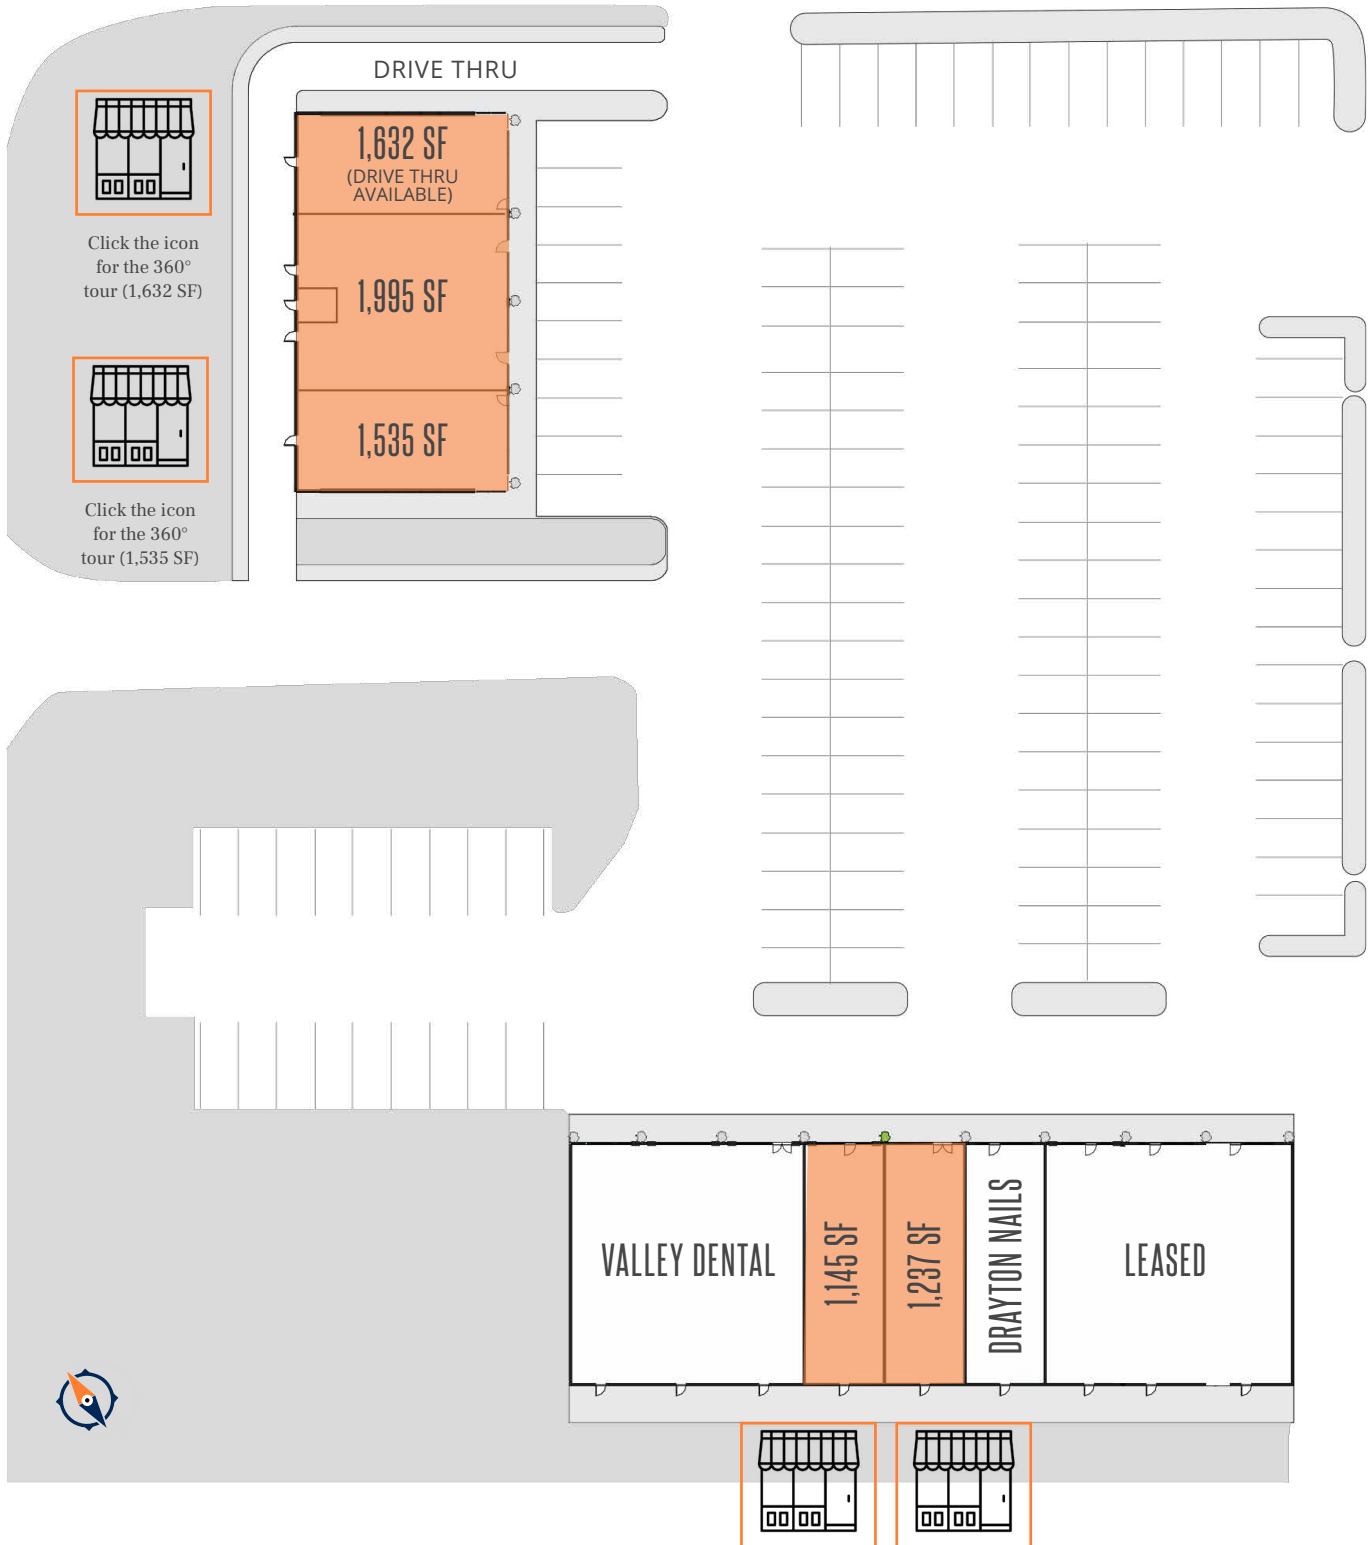 DRIVE THRU
1,632 SF
(DRIVE THRU
AVAILABLE)
Click the icon
for the 360°
tour (1,632 SF)
1,995 SF
1,535 SF
Click the icon
for the 360°
tour (1,535 SF)
VALLEY DENTAL
1,145 SF
1,237 SF
DRAYTON NAILS
LEASED